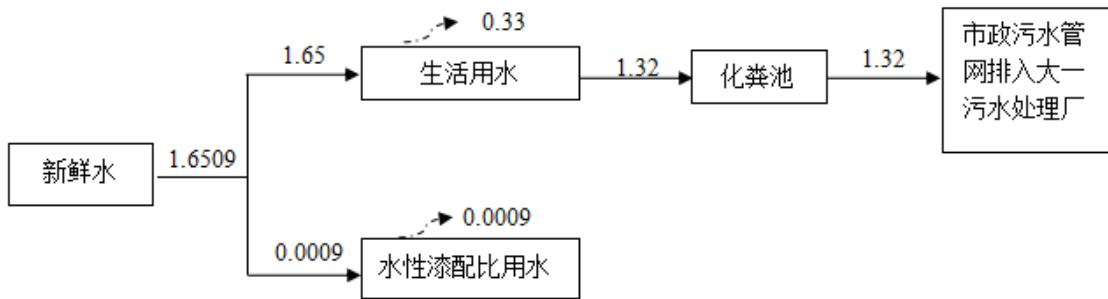 0.33
1.65
生活用水
1.32
化粪池
1.32
市政污水管
网排入大一
污水处理厂
新鲜水
1.6509
0.0009
0.0009
水性漆配比用水